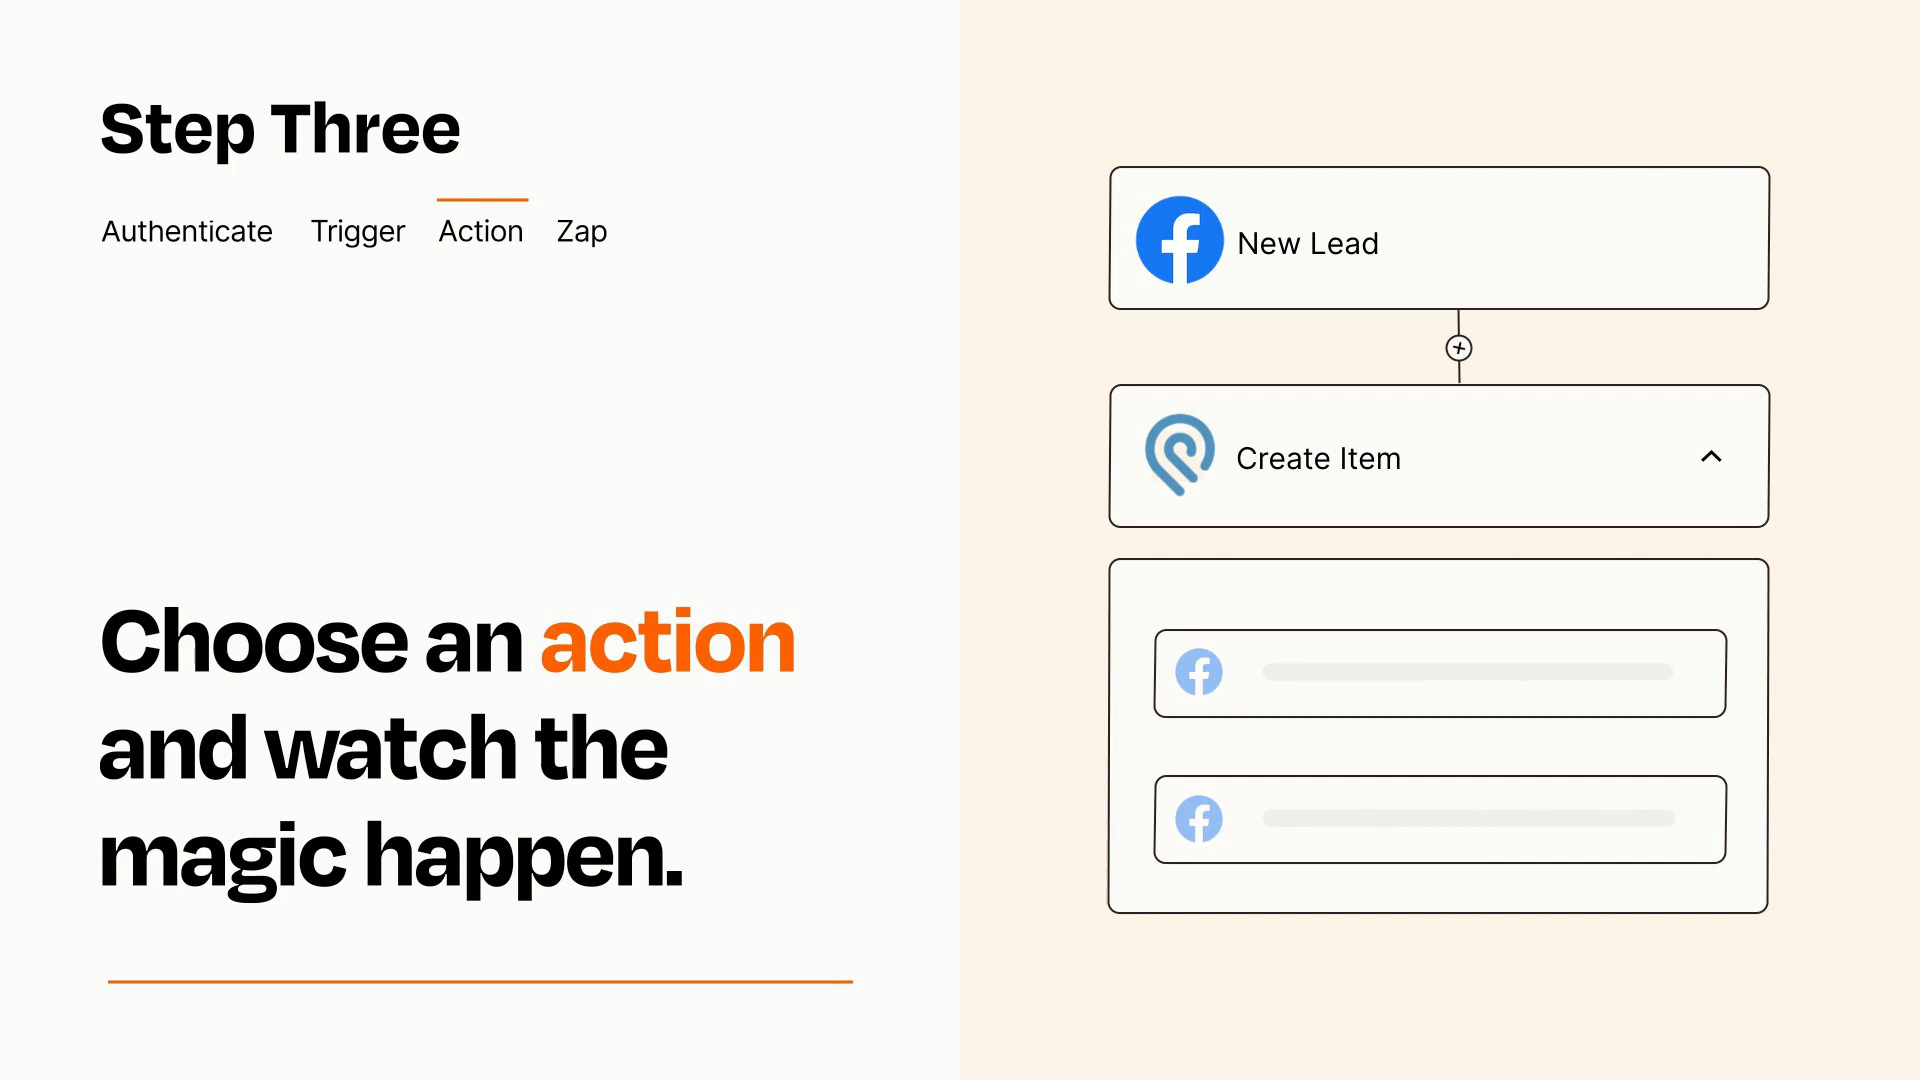 Step Three
Authenticate Trigger Action Zap
Choose an action
and watch the
magic happen.
New Lead
Create Item